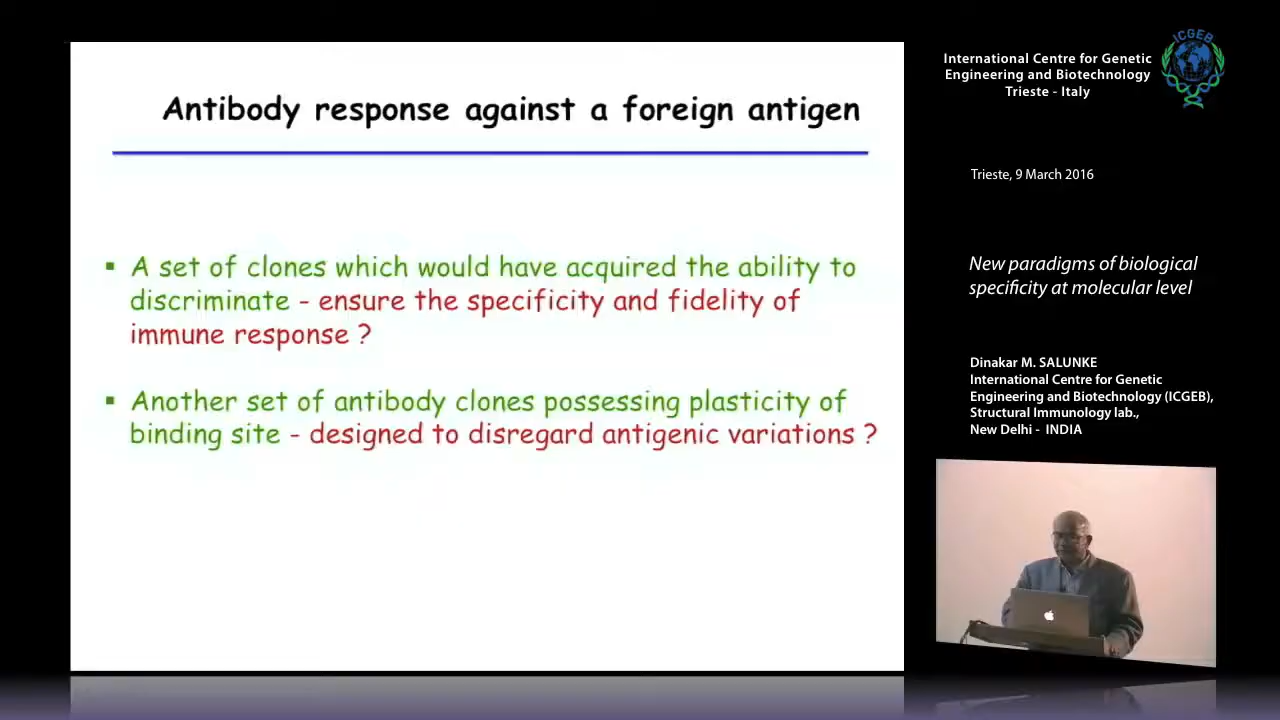 Antibody response against a foreign antigen
▪ A set of clones which would have acquired the ability to
discriminate - ensure the specificity and fidelity of
immune response ?
▪ Another set of antibody clones possessing plasticity of
binding site - designed to disregard antigenic variations ?
International Centre for Genetic
Engineering and Biotechnology
Trieste - Italy
ICGEB
Trieste, 9 March 2016
New paradigms of biological
specificity at molecular level
Dinakar M. SALUNKE
International Centre for Genetic
Engineering and Biotechnology (ICGEB),
Structural Immunology lab.,
New Delhi - INDIA